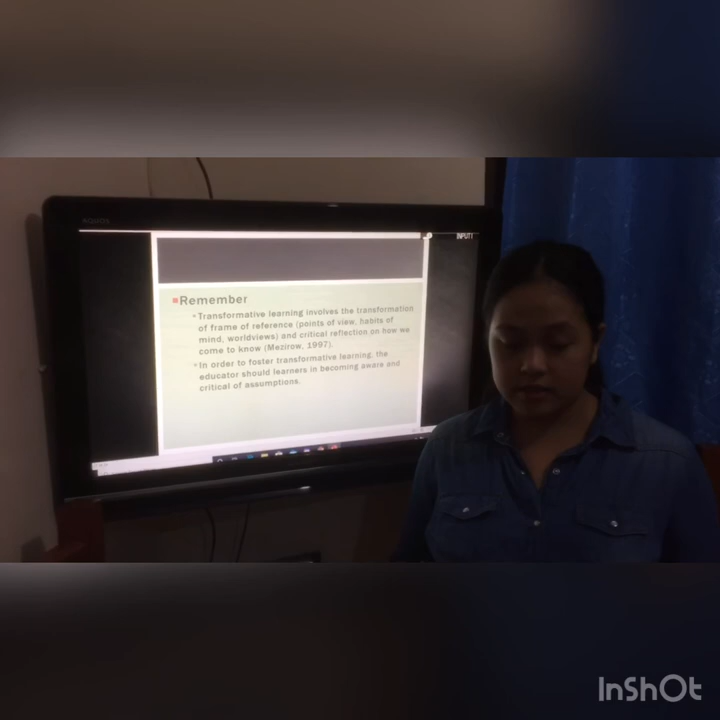 AQUOS
INPUT1
Remember
Transformative learning involves the transformation
of frame of reference (points of view, habits of
mind, worldviews) and critical reflection on how we
come to know (Mezirow, 1997).
In order to foster transformative learning, the
educator should learners in becoming aware and
critical of assumptions.
InShOt